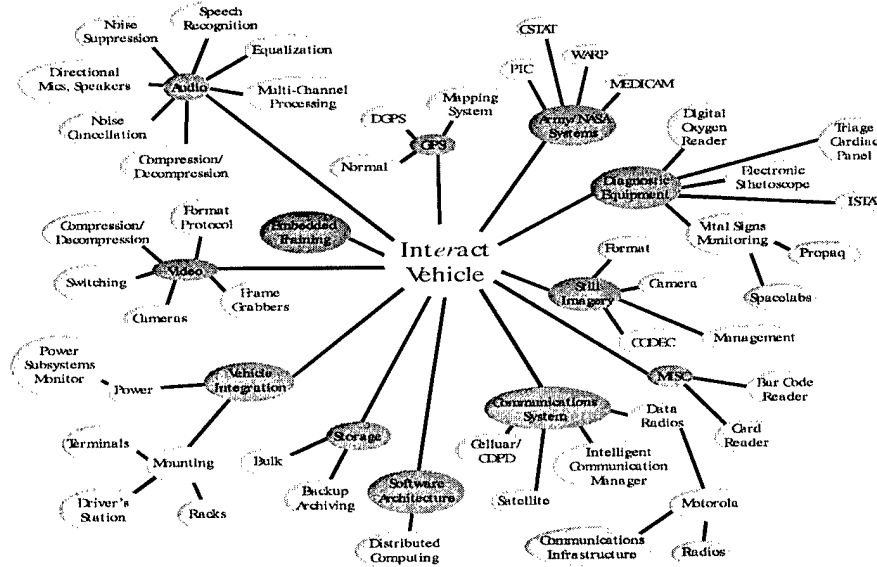 Noise
Suppression
Speech
Recognition
Equalization
Directional
Mics, Speakers
Audio
Multi-Channel
Processing
Noise
Cancellation
Compression/
Decompression
DGPS
Mapping
System
GPS
Normal
CSTAT
PIC
WARP
MEDICAM
Army/NASA
Systems
Digital
Oxygen
Reader
Triage
Cardiac
Panel
Diagnostic
Equipment
Electronic
Sthetoscope
ISTAT
Vital Signs
Monitoring
Propaq
Spacelabs
Compression/
Decompression
Format
Protocol
Embedded
Training
Switching
Video
Cameras
Frame
Grabbers
Interact
Vehicle
Format
Still
Imagery
Camera
CODEC
Management
Power
Subsystems
Monitor
Power
Vehicle
Integration
MISC
Bar Code
Reader
Card
Reader
Terminals
Mounting
Driver's
Station
Racks
Bulk
Storage
Backup
Archiving
Software
Architecture
Distributed
Computing
Communications
System
Celluar/
CDPD
Satellite
Intelligent
Communication
Manager
Data
Radios
Motorola
Communications
Infrastructure
Radios